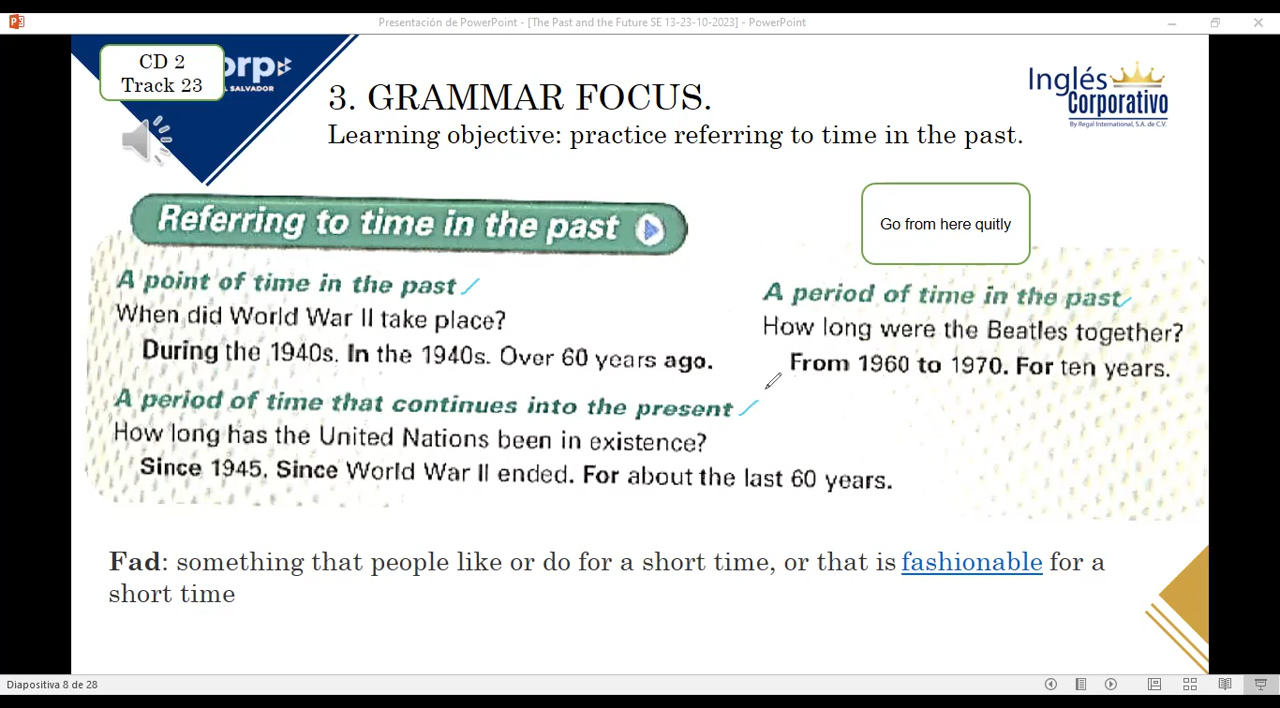 Presentación de PowerPoint - [The Past and the Future SE 13-23-10-2023] - PowerPoint
CD 2
Track 23
orp
L SALVADOR
3. GRAMMAR FOCUS.
Learning objective: practice referring to time in the past.
Inglés
Corporativo
By Regal International, S.A. de C.V.
Referring to time in the past
Go from here quitly
A point of time in the past
When did World War II take place?
During the 1940s. In the 1940s. Over 60 years ago.
A period of time in the past
How long were the Beatles together?
From 1960 to 1970. For ten years.
A period of time that continues into the present
How long has the United Nations been in existence?
Since 1945. Since World War II ended. For about the last 60 years.
Fad: something that people like or do for a short time, or that is fashionable for a
short time
Diapositiva 8 de 28